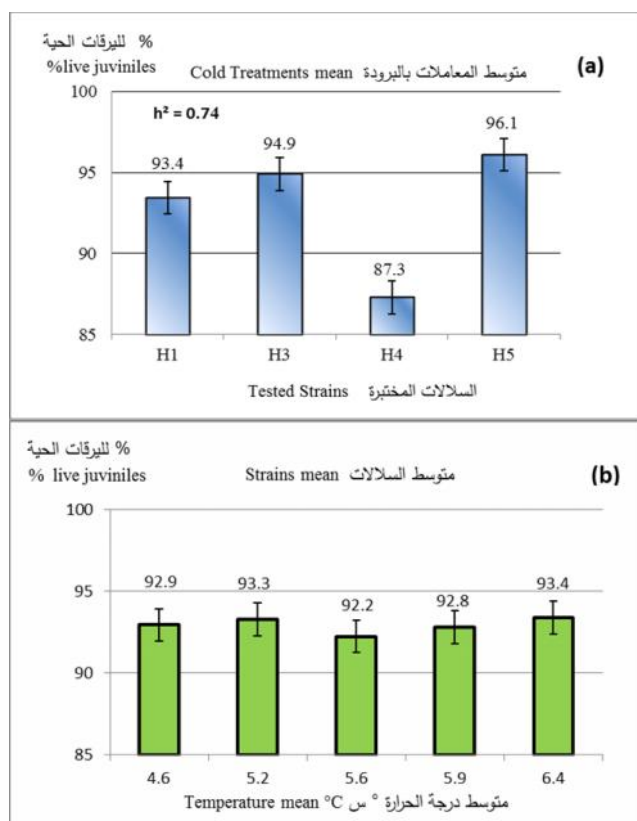 % لليرقات الحية
%live juviniles
Cold Treatments mean متوسط المعاملات بالبرودة
(a)
100
h² = 0.74
93.4
94.9
87.3
96.1
95
90
85
H1 H3 H4 H5
Tested Strains السلالات المختبرة
% لليرقات الحية
% live juviniles
Strains mean متوسط السلالات
(b)
100
92.9 93.3 92.2 92.8 93.4
95
90
85
4.6 5.2 5.6 5.9 6.4
Temperature mean °C متوسط درجة الحرارة ° س